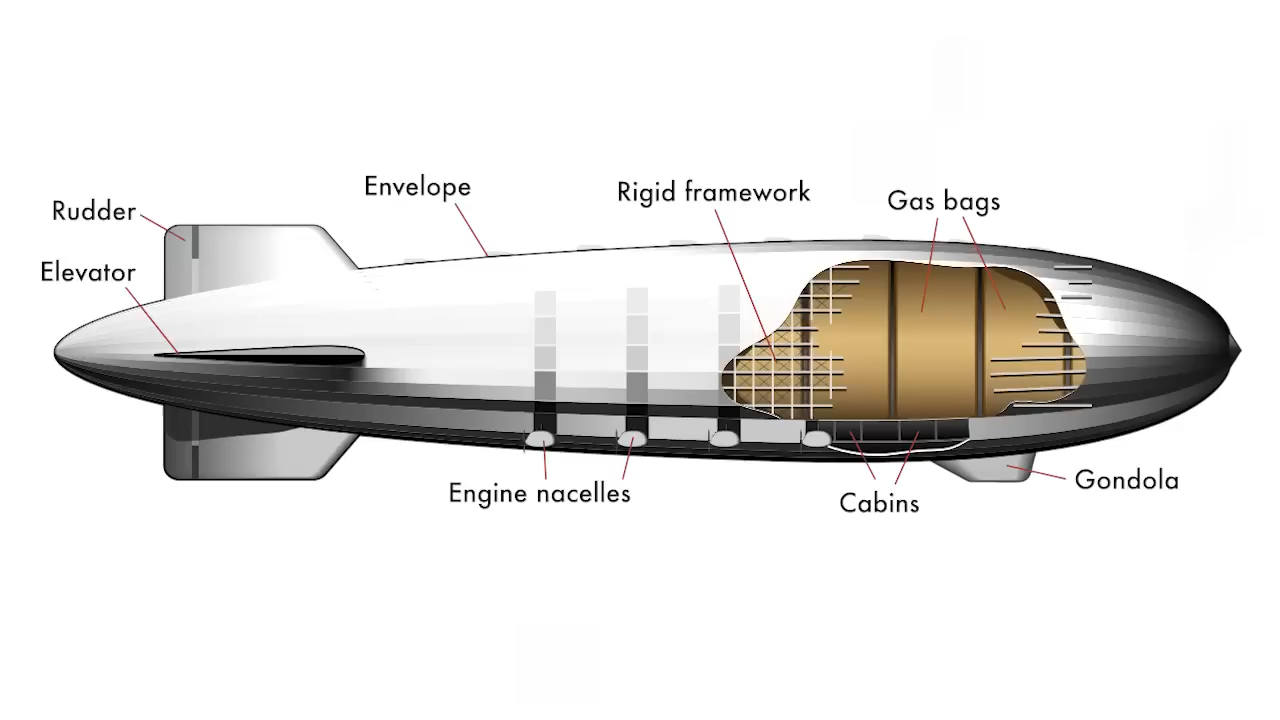 Envelope
Rigid framework
Gas bags
Rudder
Elevator
Engine nacelles
Cabins
Gondola